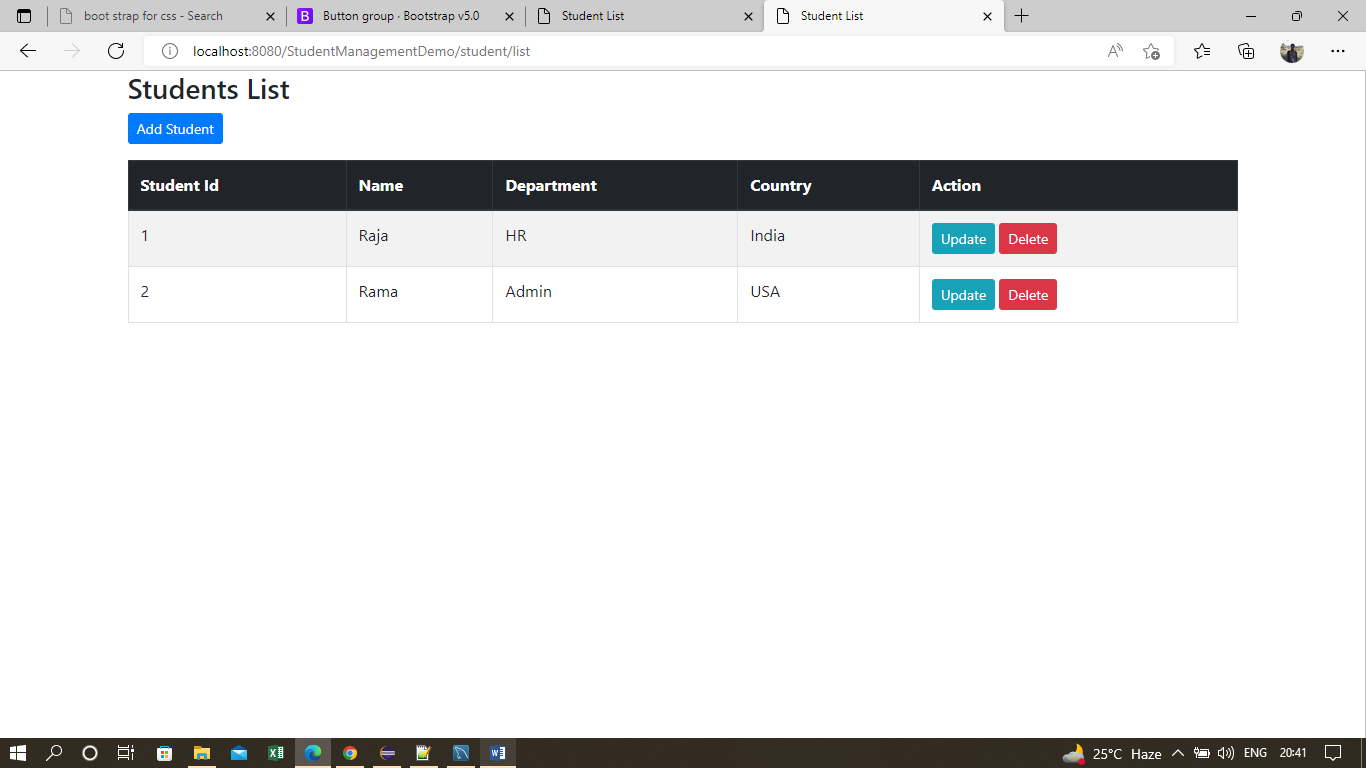 boot strap for css - Search
Button group · Bootstrap v5.0
Student List
Student List
localhost:8080/StudentManagementDemo/student/list
Students List
Add Student
Student Id Name Department Country Action
1 Raja HR India Update Delete
2 Rama Admin USA Update Delete
25°C Haze ENG 20:41